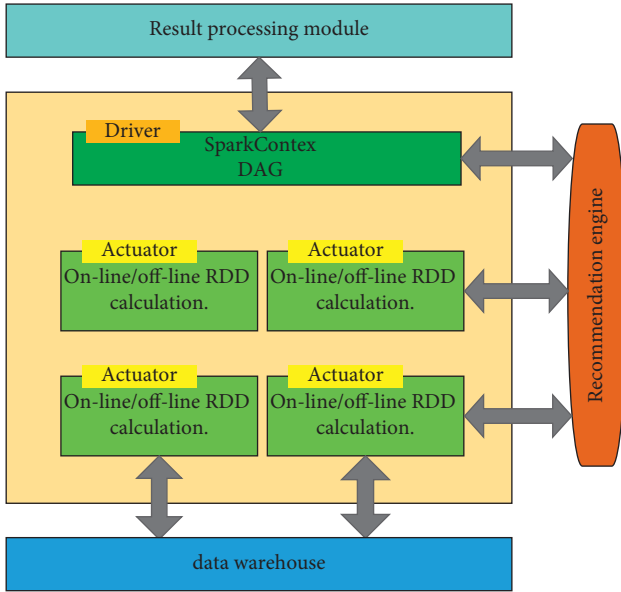 Result processing module
Driver
SparkContex
DAG
Actuator
On-line/off-line RDD
calculation.
Actuator
On-line/off-line RDD
calculation.
Actuator
On-line/off-line RDD
calculation.
Actuator
On-line/off-line RDD
calculation.
Recommendation engine
data warehouse